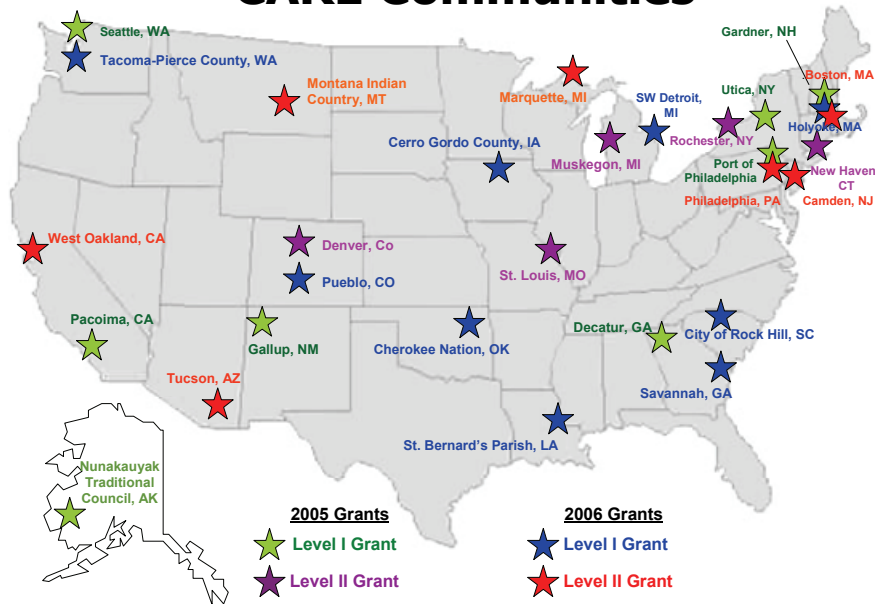 CARE Communities
Seattle, WA
Gardner, NH
Tacoma-Pierce County, WA
Boston, MA
Montana Indian
Country, MT
Marquette, MI
Utica, NY
SW Detroit,
MI
Holyoke, MA
Cerro Gordo County, IA
Rochester, NY
Muskegon, MI
Port of
Philadelphia
New Haven
CT
Philadelphia, PA
Camden, NJ
West Oakland, CA
Denver, Co
St. Louis, MO
Pueblo, CO
Pacoima, CA
Gallup, NM
Cherokee Nation, OK
Decatur, GA
City of Rock Hill, SC
Tucson, AZ
Savannah, GA
St. Bernard's Parish, LA
Nunakauyak
Traditional
Council, AK
2005 Grants
Level I Grant
Level II Grant
2006 Grants
Level I Grant
Level II Grant